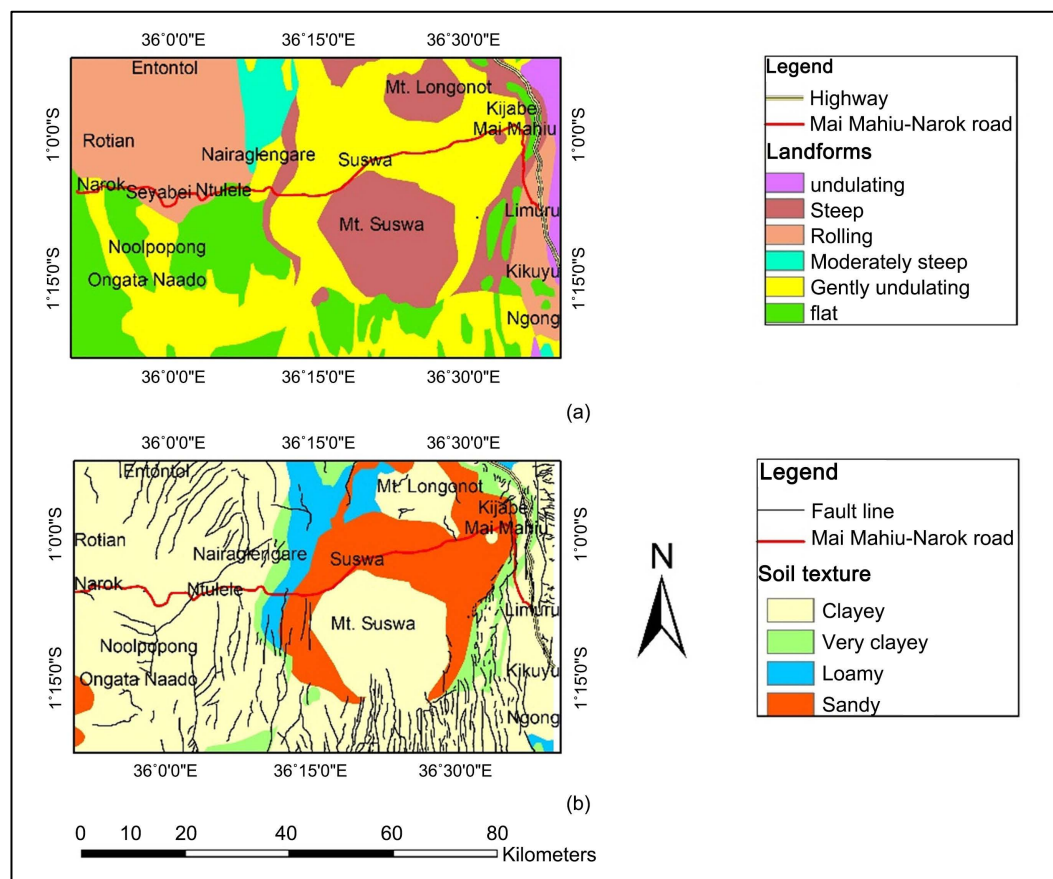 36°0'0"E 36°15'0"E 36°30'0"E
Entontol
Mt. Longonot
Kijabe
1°0'0"S Rotian Mai Mahiu 1°0'0"S
Nairaglengare Suswa
Narok Seyabei Ntulele
Mt. Suswa Limuru
Noolpopong
1°15'0"S Ongata Naado Kikuyu 1°15'0"S
Ngong
36°0'0"E 36°15'0"E 36°30'0"E
(a)
Legend
Highway
Mai Mahiu-Narok road
Landforms
undulating
Steep
Rolling
Moderately steep
Gently undulating
flat
36°0'0"E 36°15'0"E 36°30'0"E
Entontol
Mt. Longonot
Kijabe
1°0'0"S Rotian Mai Mahiu 1°0'0"S
Nairaglengare Suswa
Narok Ntulele
Mt. Suswa Limuru
Noolpopong
1°15'0"S Ongata Naado Kikuyu 1°15'0"S
Ngong
36°0'0"E 36°15'0"E 36°30'0"E
(b)
Legend
Fault line
Mai Mahiu-Narok road
Soil texture
Clayey
Very clayey
Loamy
Sandy
N
0 10 20 40 60 80
Kilometers